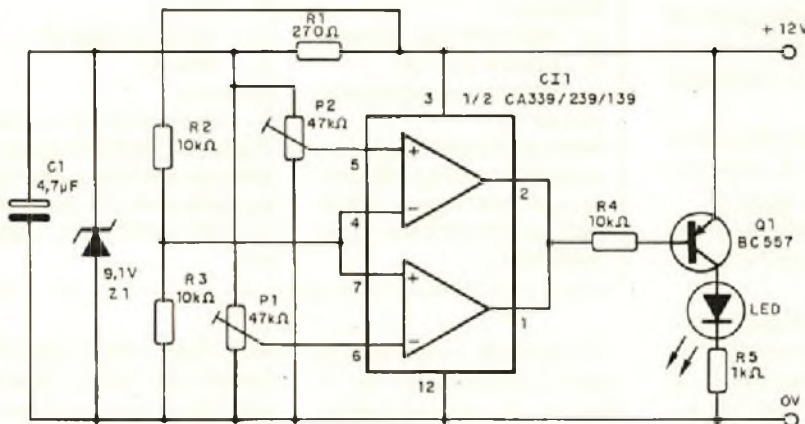 R1
270Ω
+ 12V
CI1
3
1/2 CA339/239/139
P2
47kΩ
R2
10kΩ
5
+
C1
4,7µF
2
4
−
R4
10kΩ
Q1
BC557
9,1V
Z1
R3
10kΩ
P1
47kΩ
7
+
LED
1
6
−
R5
1kΩ
12
0V